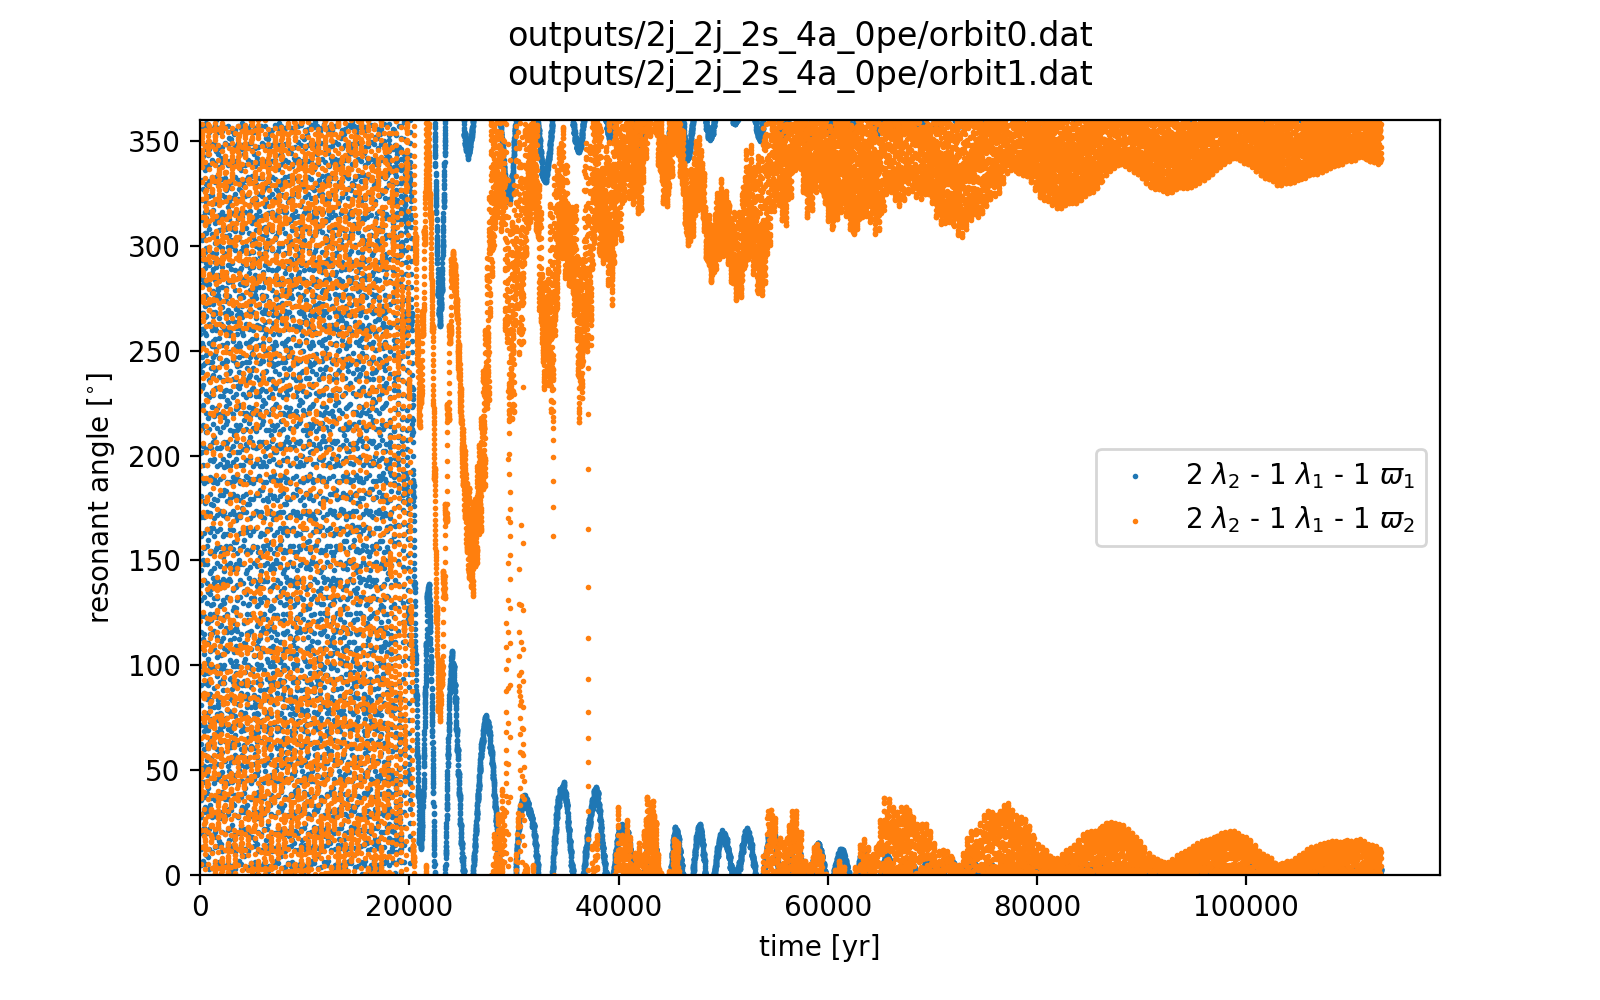 outputs/2j_2j_2s_4a_0pe/orbit0.dat
outputs/2j_2j_2s_4a_0pe/orbit1.dat
350
300
250
200
150
100
50
0
resonant angle [°]
2 λ₂ - 1 λ₁ - 1 ϖ₁
2 λ₂ - 1 λ₁ - 1 ϖ₂
0
20000
40000
60000
80000
100000
time [yr]